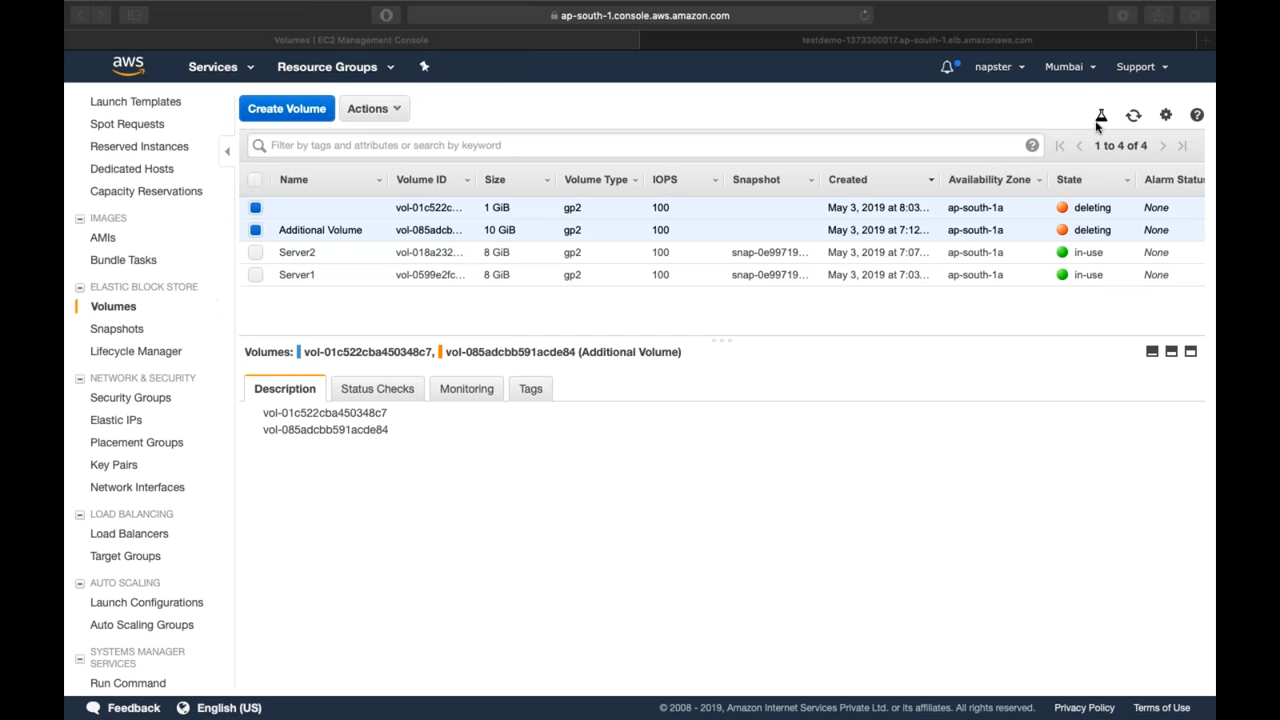 ap-south-1.console.aws.amazon.com
Volumes | EC2 Management Console
testdemo-1373300017.ap-south-1.elb.amazonaws.com
aws
Services
Resource Groups
napster
Mumbai
Support
Launch Templates
Spot Requests
Reserved Instances
Dedicated Hosts
Capacity Reservations
IMAGES
AMIs
Bundle Tasks
ELASTIC BLOCK STORE
Volumes
Snapshots
Lifecycle Manager
NETWORK & SECURITY
Security Groups
Elastic IPs
Placement Groups
Key Pairs
Network Interfaces
LOAD BALANCING
Load Balancers
Target Groups
AUTO SCALING
Launch Configurations
Auto Scaling Groups
SYSTEMS MANAGER
SERVICES
Run Command
Create Volume
Actions
Filter by tags and attributes or search by keyword
1 to 4 of 4
Name Volume ID Size Volume Type IOPS Snapshot Created Availability Zone State Alarm Status
vol-01c522c... 1 GiB gp2 100 May 3, 2019 at 8:03... ap-south-1a deleting None
Additional Volume vol-085adcb... 10 GiB gp2 100 May 3, 2019 at 7:12... ap-south-1a deleting None
Server2 vol-018a232... 8 GiB gp2 100 snap-0e99719... May 3, 2019 at 7:07... ap-south-1a in-use None
Server1 vol-0599e2fc... 8 GiB gp2 100 snap-0e99719... May 3, 2019 at 7:03... ap-south-1a in-use None
Volumes: vol-01c522cba450348c7, vol-085adcbb591acde84 (Additional Volume)
Description
Status Checks
Monitoring
Tags
vol-01c522cba450348c7
vol-085adcbb591acde84
Feedback
English (US)
© 2008 - 2019, Amazon Internet Services Private Ltd. or its affiliates. All rights reserved.
Privacy Policy
Terms of Use